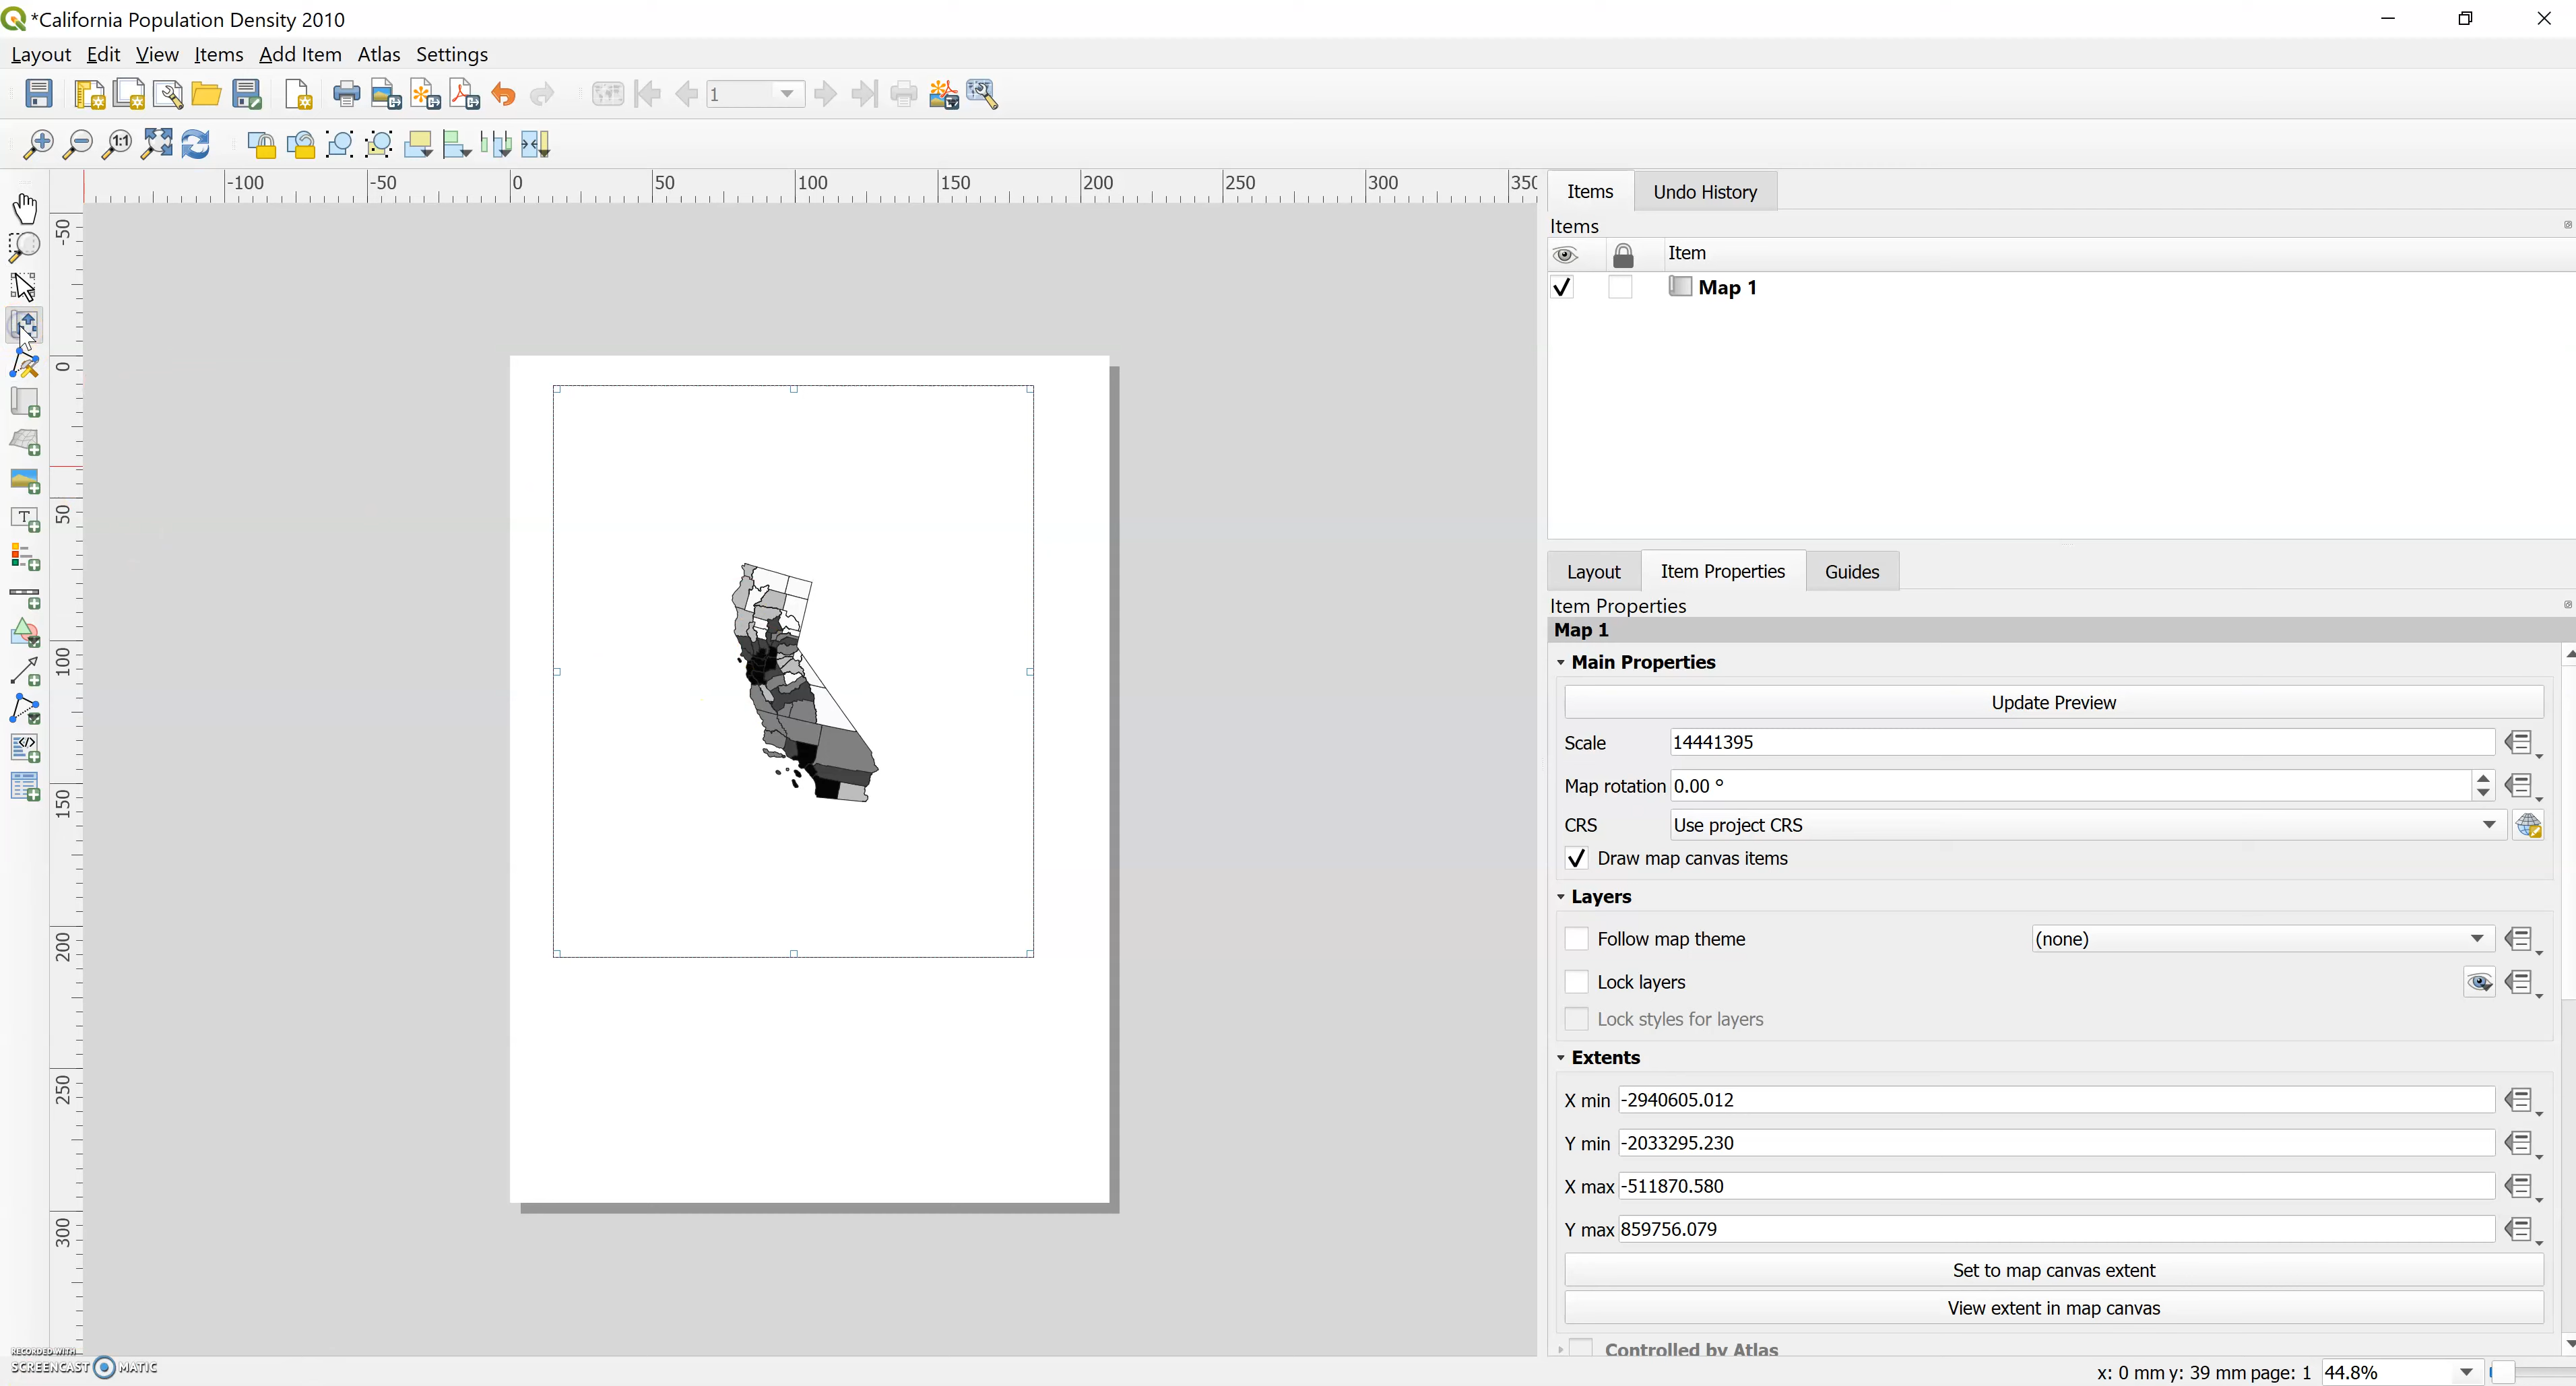 *California Population Density 2010
Layout Edit View Items Add Item Atlas Settings
1
1:1
-100 -50 0 50 100 150 200 250 300 350
-50
0
50
100
150
200
250
300
Items Undo History
Items
Item
Map 1
Layout Item Properties Guides
Item Properties
Map 1
Main Properties
Update Preview
Scale 14441395
Map rotation 0.00 °
CRS Use project CRS
Draw map canvas items
Layers
Follow map theme (none)
Lock layers
Lock styles for layers
Extents
X min -2940605.012
Y min -2033295.230
X max -511870.580
Y max 859756.079
Set to map canvas extent
View extent in map canvas
Controlled by Atlas
RECORDED WITH
SCREENCAST MATIC
x: 0 mm y: 39 mm page: 1 44.8%